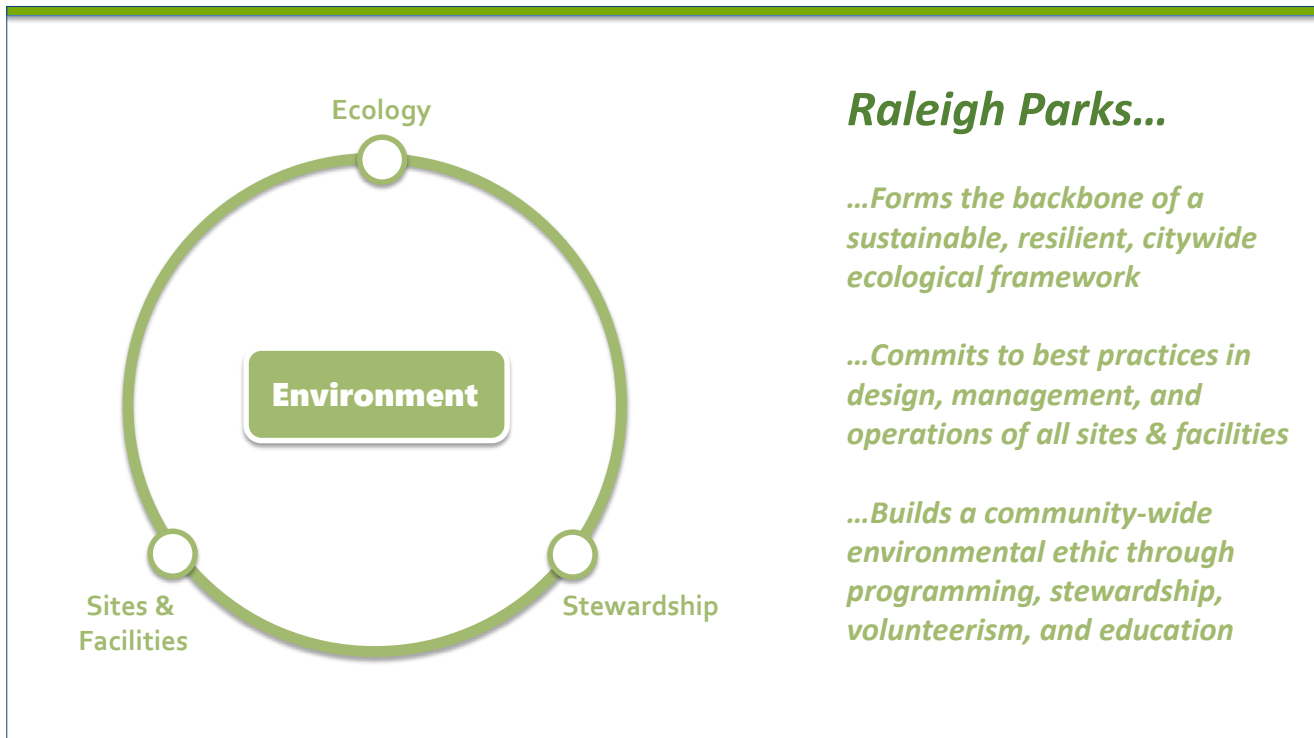 Ecology
Environment
Sites &
Facilities
Stewardship
Raleigh Parks…
…Forms the backbone of a
sustainable, resilient, citywide
ecological framework
…Commits to best practices in
design, management, and
operations of all sites & facilities
…Builds a community-wide
environmental ethic through
programming, stewardship,
volunteerism, and education